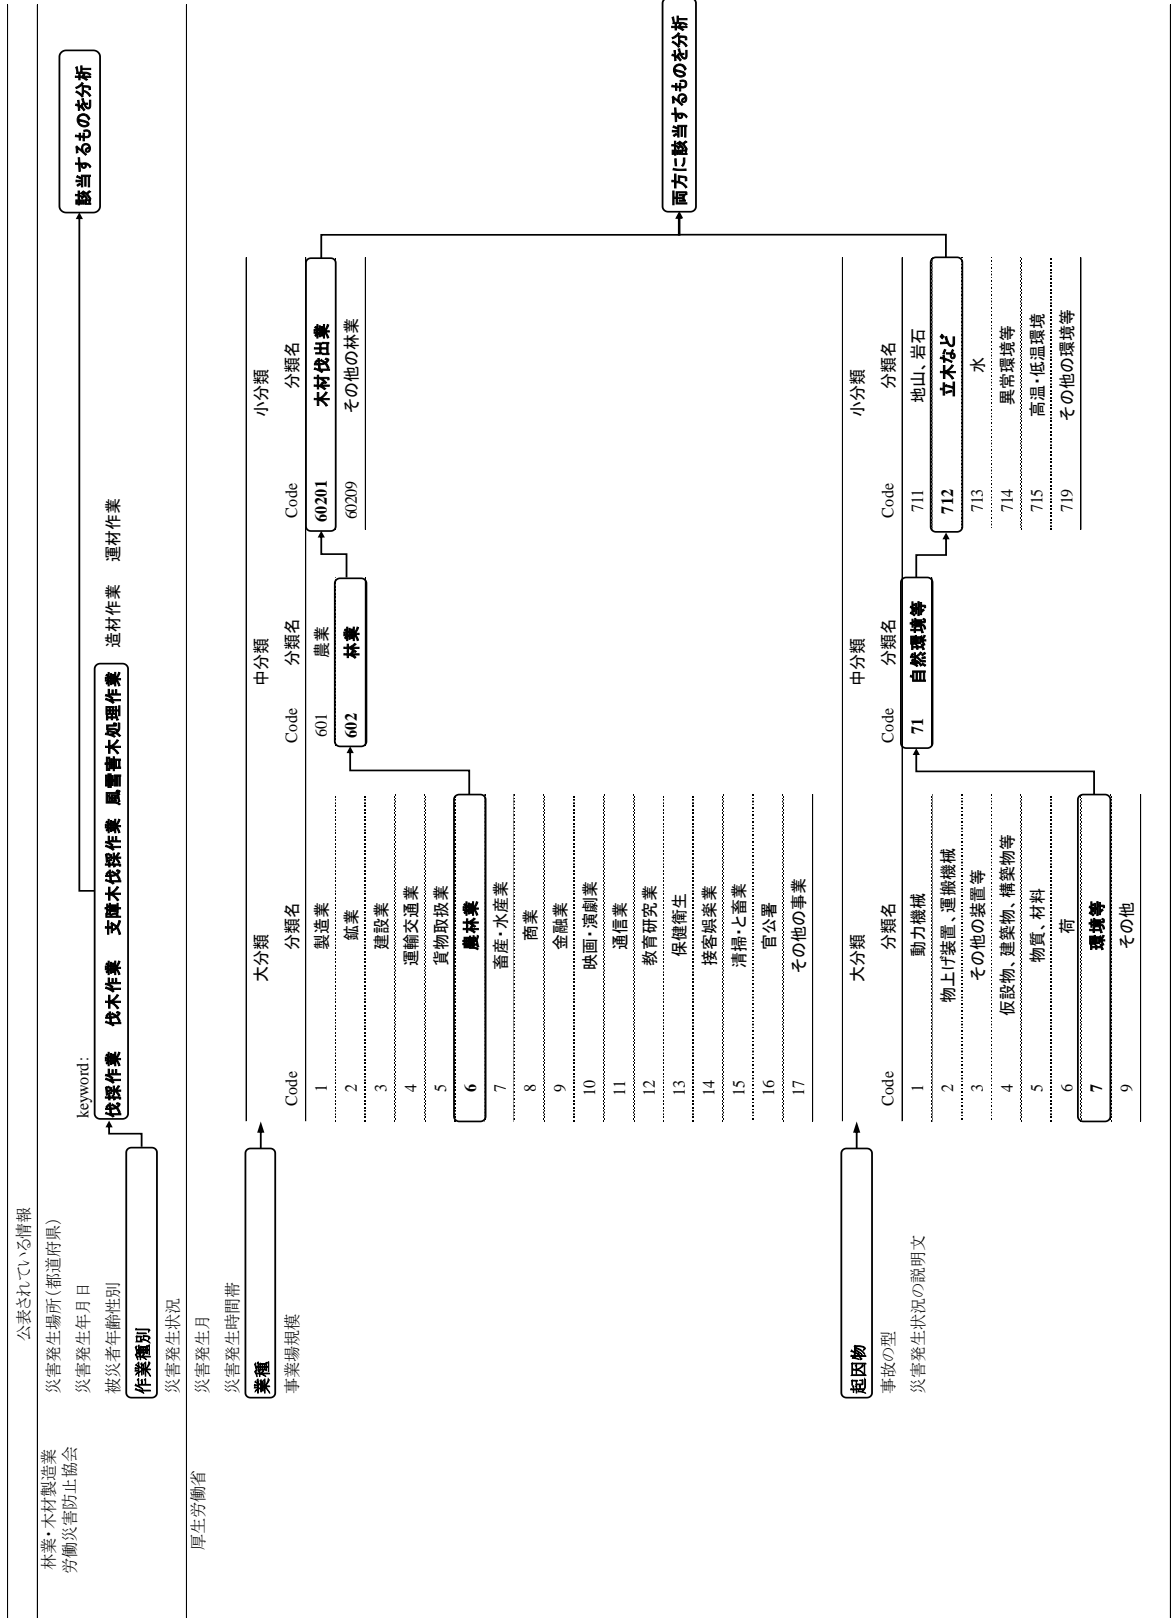 公表されている情報
林業・木材製造業
労働災害防止協会
災害発生場所(都道府県)
災害発生年月日
被災者年齢性別
作業種別
災害発生状況
keyword:
伐採作業 伐木作業 支障木伐採作業 風雪害木処理作業 造材作業 運材作業
該当するものを分析
厚生労働省
災害発生月
災害発生時間帯
業種
事業場規模
大分類 中分類 小分類
Code 分類名 Code 分類名 Code 分類名
1 製造業 601 農業 60201 木材伐出業
2 鉱業 602 林業 60209 その他の林業
3 建設業
4 運輸交通業
5 貨物取扱業
6 農林業
7 畜産・水産業
8 商業
9 金融業
10 映画・演劇業
11 通信業
12 教育研究業
13 保健衛生
14 接客娯楽業
15 清掃・と畜業
16 官公署
17 その他の事業
両方に該当するものを分析
起因物
事故の型
災害発生状況の説明文
大分類 中分類 小分類
Code 分類名 Code 分類名 Code 分類名
1 動力機械 71 自然環境等 711 地山、岩石
2 物上げ装置、運搬機械 712 立木など
3 その他の装置等 713 水
4 仮設物、建築物、構築物等 714 異常環境等
5 物質、材料 715 高温・低温環境
6 荷 719 その他の環境等
7 環境等
9 その他